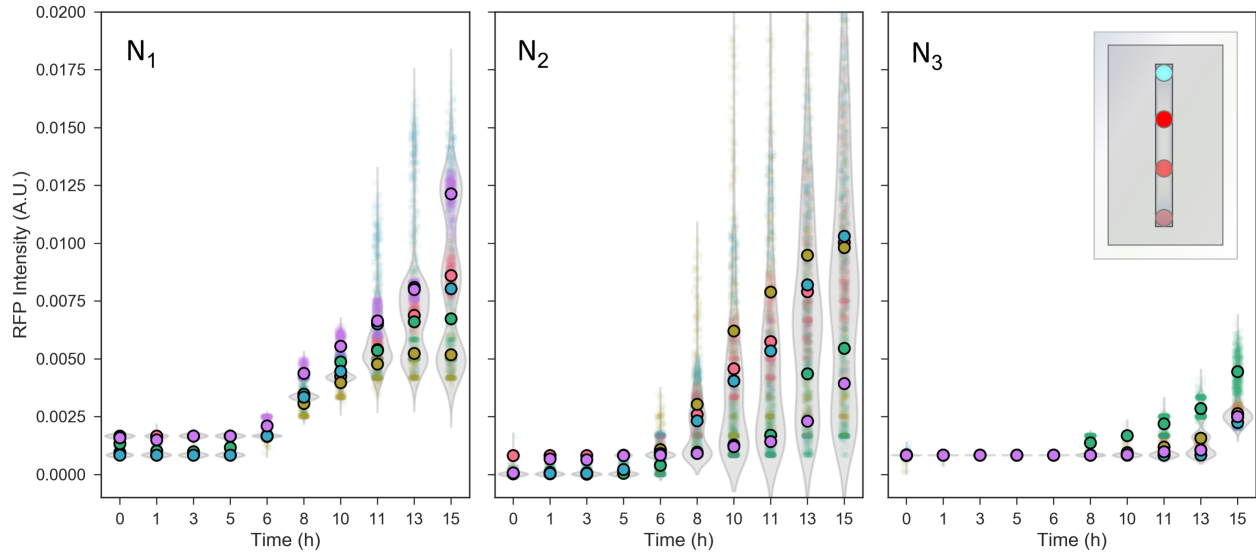 RFP Intensity (A.U.)
0.0200
0.0175
0.0150
0.0125
0.0100
0.0075
0.0050
0.0025
0.0000
N1
N2
N3
0 1 3 5 6 8 10 11 13 15
0 1 3 5 6 8 10 11 13 15
0 1 3 5 6 8 10 11 13 15
Time (h)
Time (h)
Time (h)